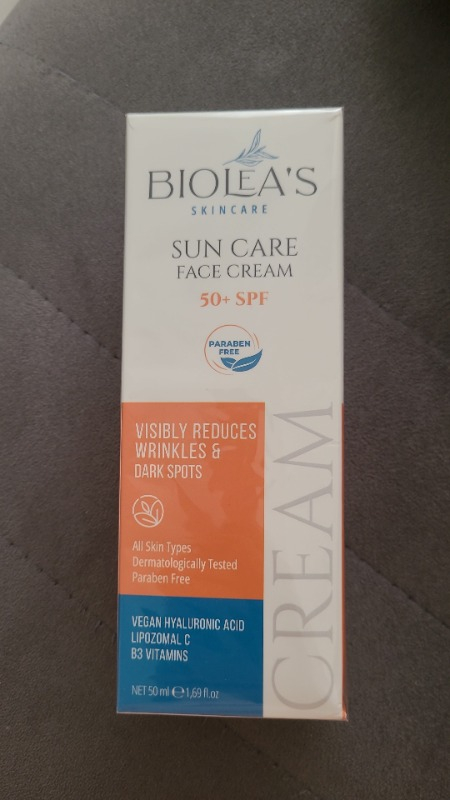 BIOLEA'S
SKINCARE
SUN CARE
FACE CREAM
50+ SPF
PARABEN
FREE
VISIBLY REDUCES
WRINKLES &
DARK SPOTS
All Skin Types
Dermatologically Tested
Paraben Free
VEGAN HYALURONIC ACID
LIPOZOMAL C
B3 VITAMINS
NET 50 ml ℮ 1,69 fl.oz
CREAM